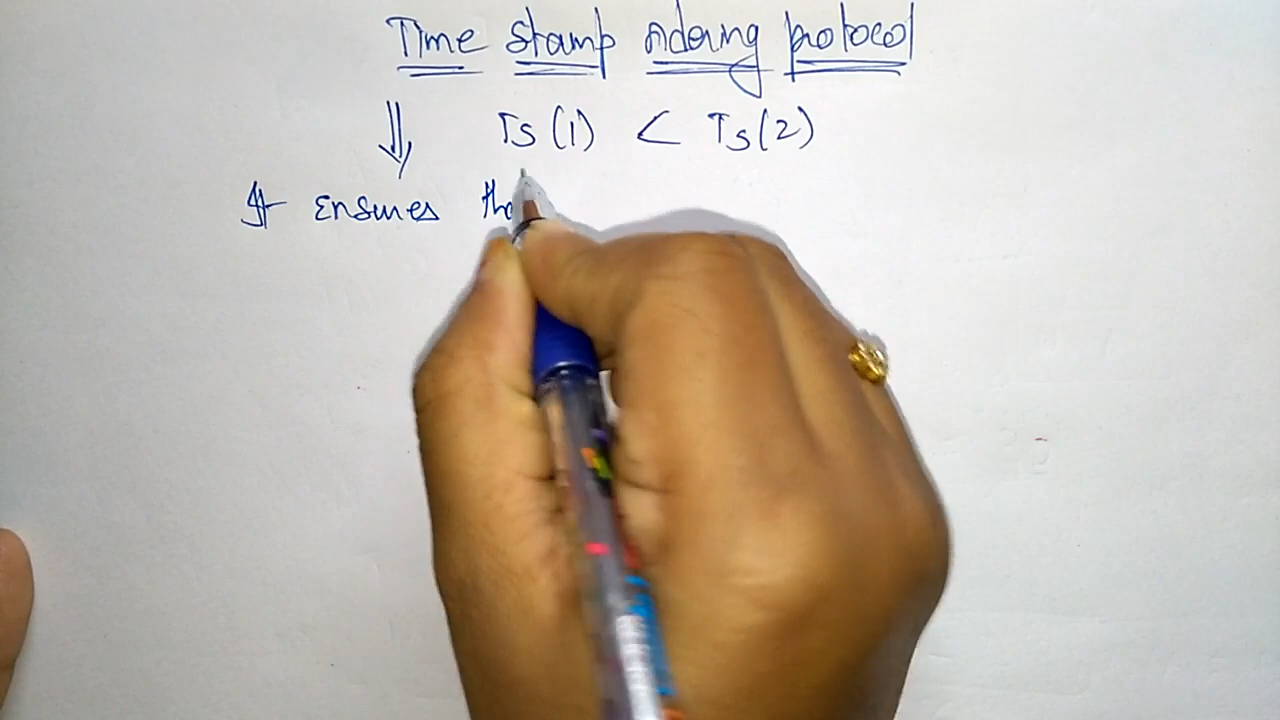 Time stamp ordering protocol
TS(1) < TS(2)
It ensures